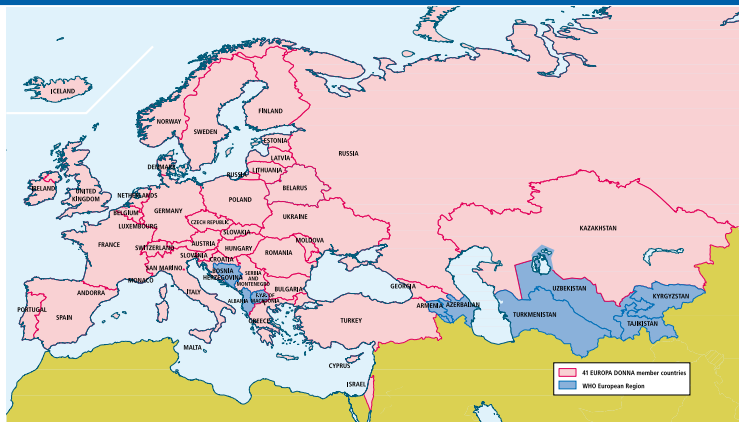 ICELAND
NORWAY
SWEDEN
FINLAND
ESTONIA
LATVIA
LITHUANIA
RUSSIA
RUSSIA
DENMARK
IRELAND
UNITED
KINGDOM
NETHERLANDS
BELGIUM
LUXEMBOURG
GERMANY
POLAND
BELARUS
UKRAINE
CZECH REPUBLIC
SLOVAKIA
AUSTRIA
HUNGARY
MOLDOVA
FRANCE
SWITZERLAND
SLOVENIA
CROATIA
ROMANIA
SAN MARINO
BOSNIA
HERZEGOVINA
SERBIA
AND
MONTENEGRO
MONACO
ITALY
ANDORRA
BULGARIA
ALBANIA
F.Y.R. OF
MACEDONIA
PORTUGAL
SPAIN
GREECE
TURKEY
MALTA
CYPRUS
ISRAEL
GEORGIA
ARMENIA
AZERBAIJAN
KAZAKHSTAN
UZBEKISTAN
TURKMENISTAN
KYRGYZSTAN
TAJIKISTAN
41 EUROPA DONNA member countries
WHO European Region